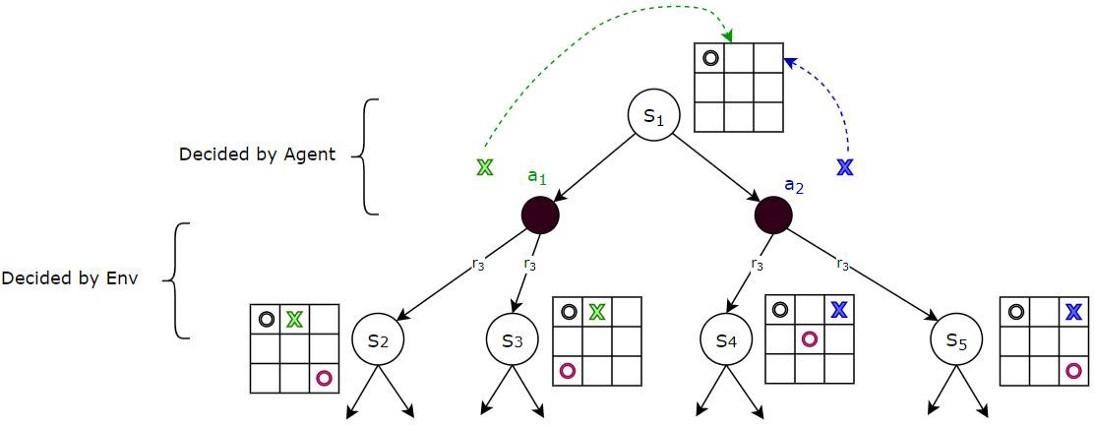 S1
Decided by Agent
X
X
a1
a2
r3
r3
r3
r3
Decided by Env
O
O X
O
O X
O
O X
O
O X
O
S2
S3
S4
S5